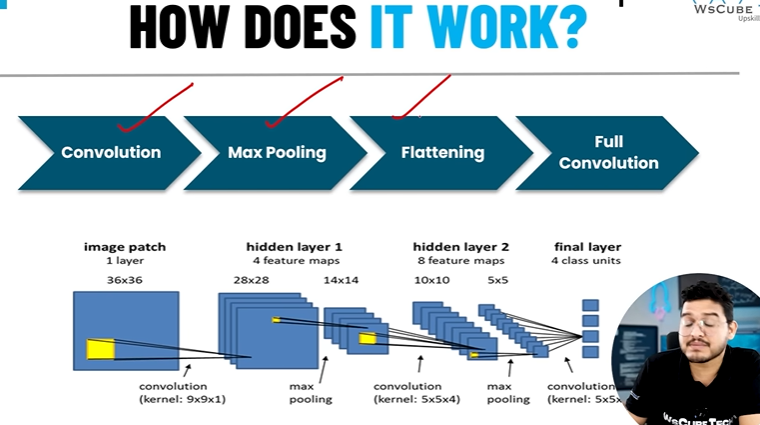 HOW DOES IT WORK?
WSCUBE T
Upskill
Convolution
Max Pooling
Flattening
Full
Convolution
image patch
1 layer
36x36
hidden layer 1
4 feature maps
28x28
14x14
hidden layer 2
8 feature maps
10x10
5x5
final layer
4 class units
convolution
(kernel: 9x9x1)
max
pooling
convolution
(kernel: 5x5x4)
max
pooling
convolution
(kernel: 5x5x
WSCUBETECH